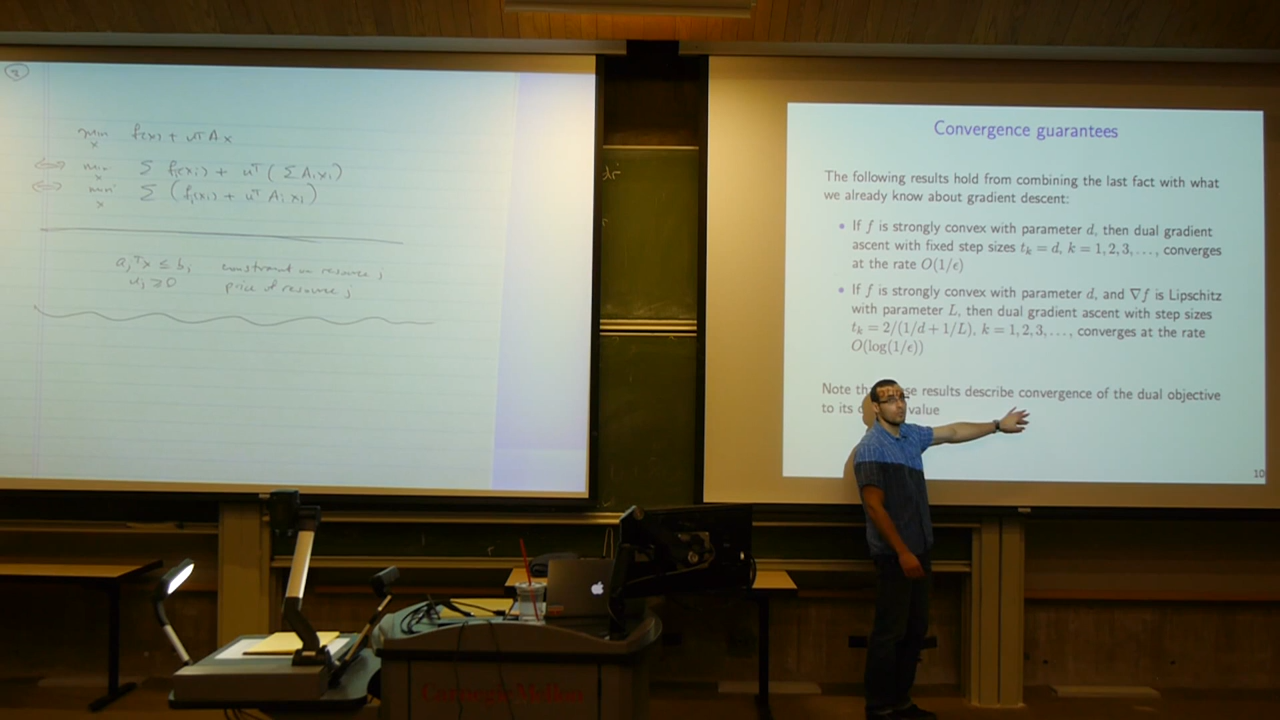 min f(x) + uᵀAx
x
⟺ min Σ fᵢ(xᵢ) + uᵀ(ΣAᵢxᵢ)
x
⟺ min Σ (fᵢ(xᵢ) + uᵀAᵢxᵢ)
x
aⱼᵀx ≤ bⱼ constraint on resource j
uⱼ ≥ 0 price of resource j
Convergence guarantees
The following results hold from combining the last fact with what
we already know about gradient descent:
• If f is strongly convex with parameter d, then dual gradient
ascent with fixed step sizes tₖ = d, k = 1, 2, 3, . . . , converges
at the rate O(1/ϵ)
• If f is strongly convex with parameter d, and ∇f is Lipschitz
with parameter L, then dual gradient ascent with step sizes
tₖ = 2/(1/d + 1/L), k = 1, 2, 3, . . . , converges at the rate
O(log(1/ϵ))
Note results describe convergence of the dual objective
to its value
10
Carnegie Mellon